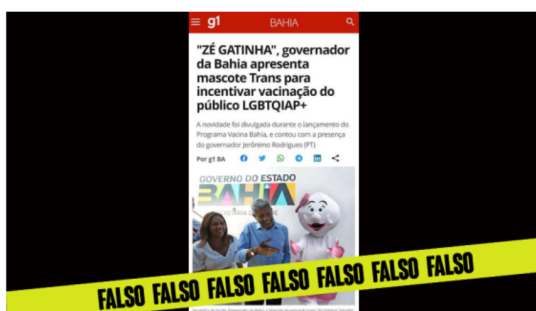 g1 BAHIA
"ZÉ GATINHA", governador
da Bahia apresenta
mascote Trans para
incentivar vacinação do
público LGBTQIAP+
A novidade foi divulgada durante o lançamento do
Programa Vacina Bahia, e contou com a presença
do governador Jerônimo Rodrigues (PT)
Por g1 BA
GOVERNO DO ESTADO
BAHIA
FALSO FALSO FALSO FALSO FALSO FALSO FALSO